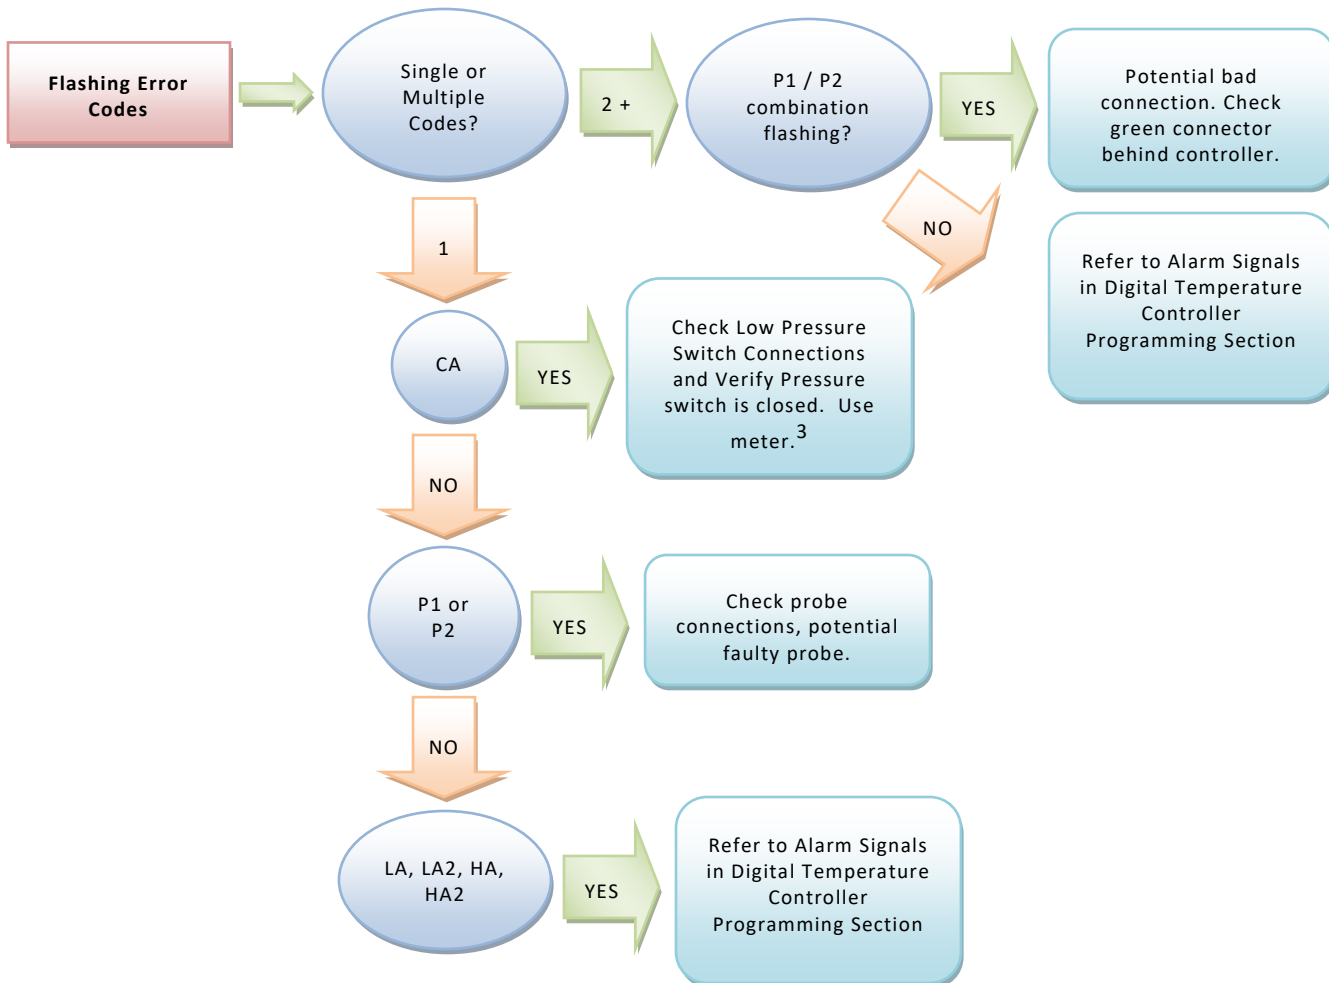 Flashing Error
Codes
Single or
Multiple
Codes?
2 +
P1 / P2
combination
flashing?
YES
Potential bad
connection. Check
green connector
behind controller.
NO
Refer to Alarm Signals
in Digital Temperature
Controller
Programming Section
1
CA
YES
Check Low Pressure
Switch Connections
and Verify Pressure
switch is closed.  Use
meter.3
NO
P1 or
P2
YES
Check probe
connections, potential
faulty probe.
NO
LA, LA2, HA,
HA2
YES
Refer to Alarm Signals
in Digital Temperature
Controller
Programming Section